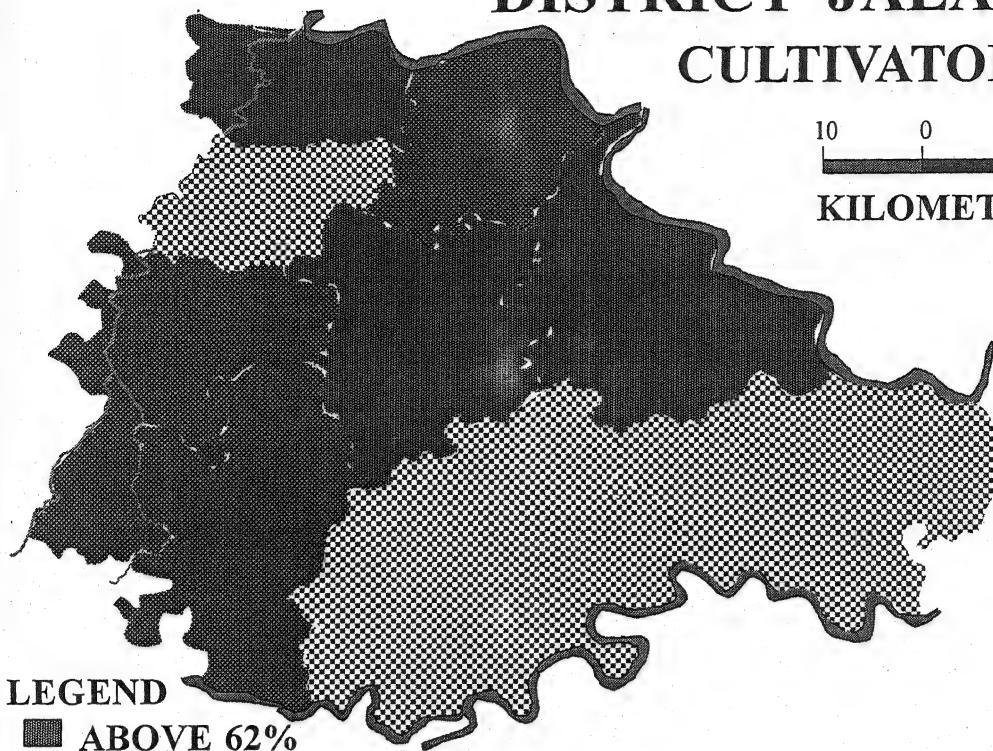 DISTRICT JALA
CULTIVATO
10 0
KILOMET
LEGEND
ABOVE 62%